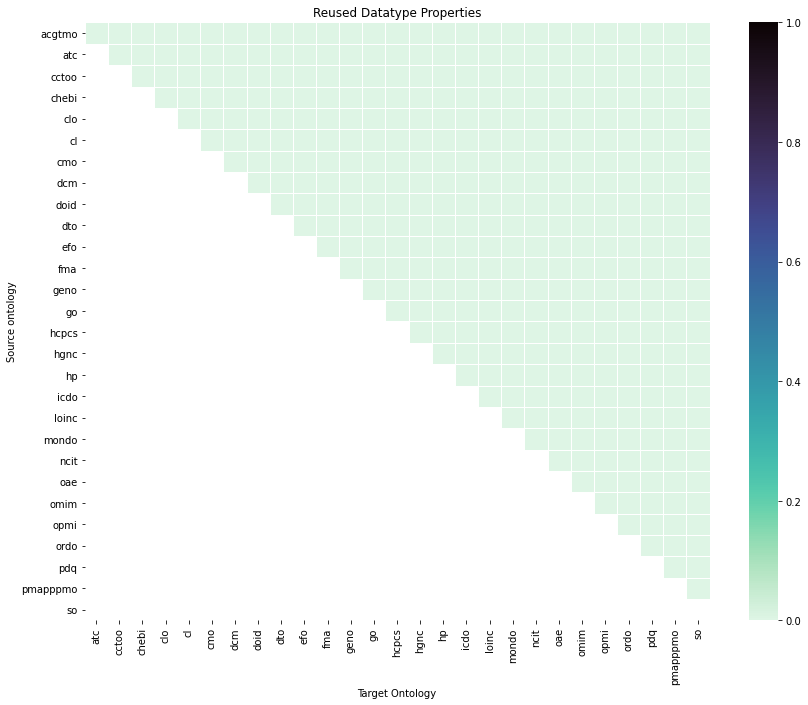 Reused Datatype Properties
Source ontology
acgtmo
atc
cctoo
chebi
clo
cl
cmo
dcm
doid
dto
efo
fma
geno
go
hcpcs
hgnc
hp
icdo
loinc
mondo
ncit
oae
omim
opmi
ordo
pdq
pmapppmo
so
atc
cctoo
chebi
clo
cl
cmo
dcm
doid
dto
efo
fma
geno
go
hcpcs
hgnc
hp
icdo
loinc
mondo
ncit
oae
omim
opmi
ordo
pdq
pmapppmo
so
Target Ontology
1.0
0.8
0.6
0.4
0.2
0.0